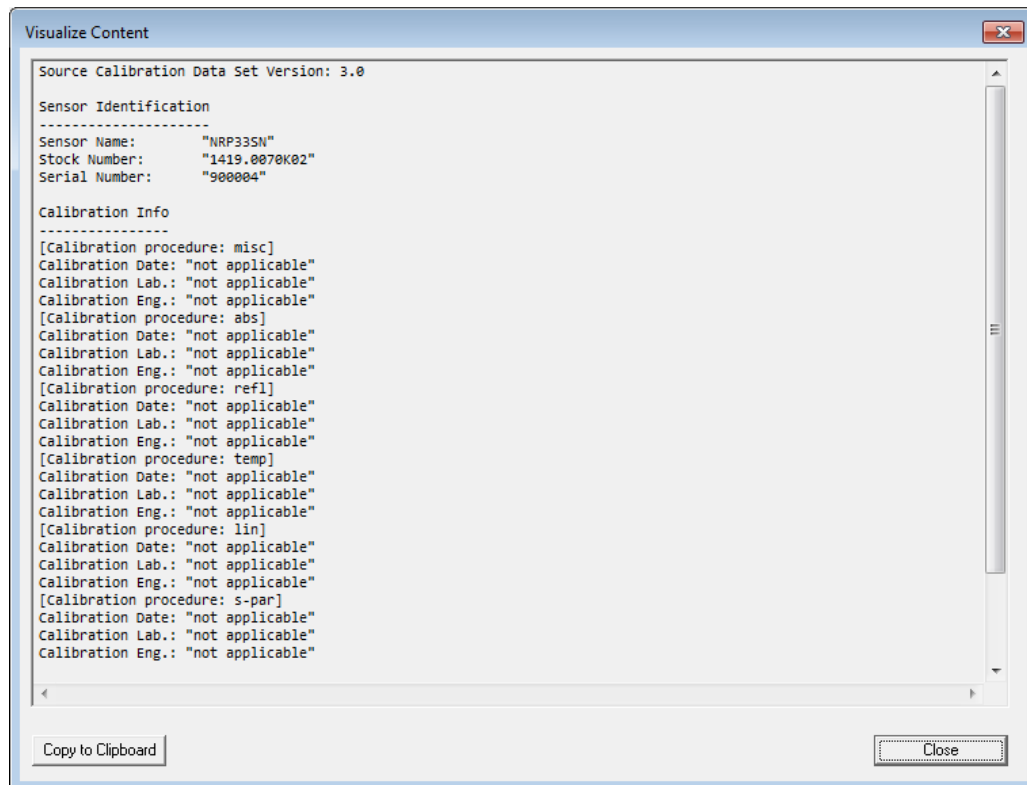 Visualize Content
Source Calibration Data Set Version: 3.0
Sensor Identification
---------------------
Sensor Name: "NRP33SN"
Stock Number: "1419.0070K02"
Serial Number: "900004"
Calibration Info
----------------
[Calibration procedure: misc]
Calibration Date: "not applicable"
Calibration Lab.: "not applicable"
Calibration Eng.: "not applicable"
[Calibration procedure: abs]
Calibration Date: "not applicable"
Calibration Lab.: "not applicable"
Calibration Eng.: "not applicable"
[Calibration procedure: refl]
Calibration Date: "not applicable"
Calibration Lab.: "not applicable"
Calibration Eng.: "not applicable"
[Calibration procedure: temp]
Calibration Date: "not applicable"
Calibration Lab.: "not applicable"
Calibration Eng.: "not applicable"
[Calibration procedure: lin]
Calibration Date: "not applicable"
Calibration Lab.: "not applicable"
Calibration Eng.: "not applicable"
[Calibration procedure: s-par]
Calibration Date: "not applicable"
Calibration Lab.: "not applicable"
Calibration Eng.: "not applicable"
Copy to Clipboard
Close